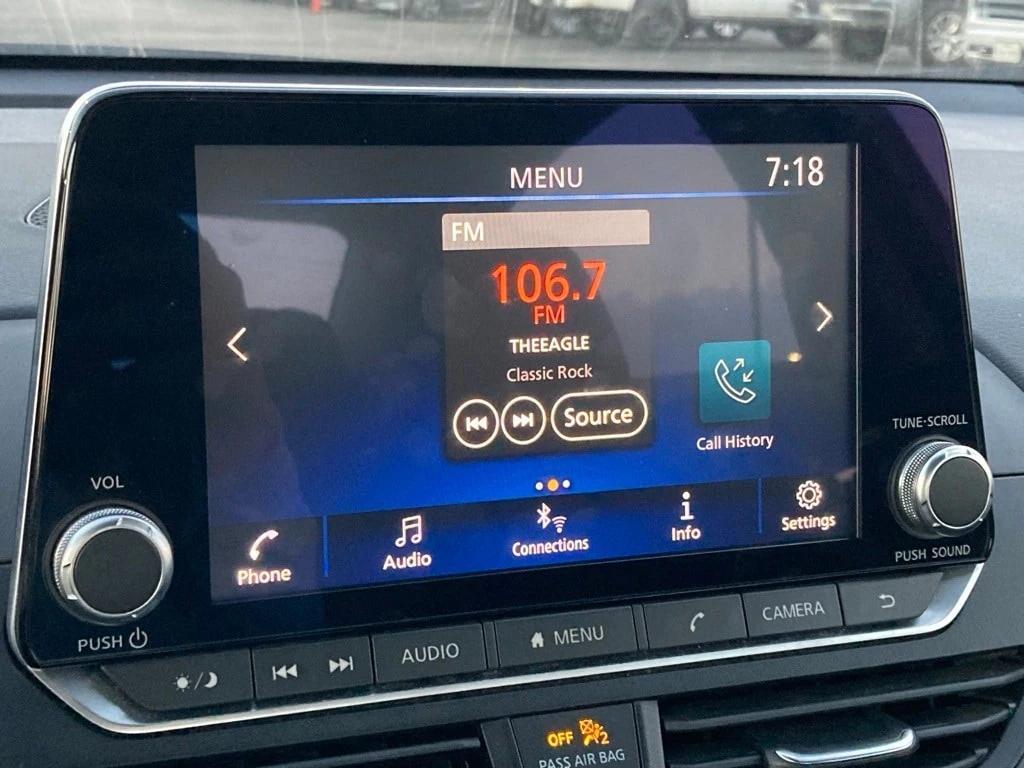 MENU
7:18
FM
106.7
FM
THEEAGLE
Classic Rock
Source
Call History
Phone
Audio
Connections
Info
Settings
VOL
PUSH
TUNE·SCROLL
PUSH SOUND
AUDIO
MENU
CAMERA
OFF 2
PASS AIR BAG